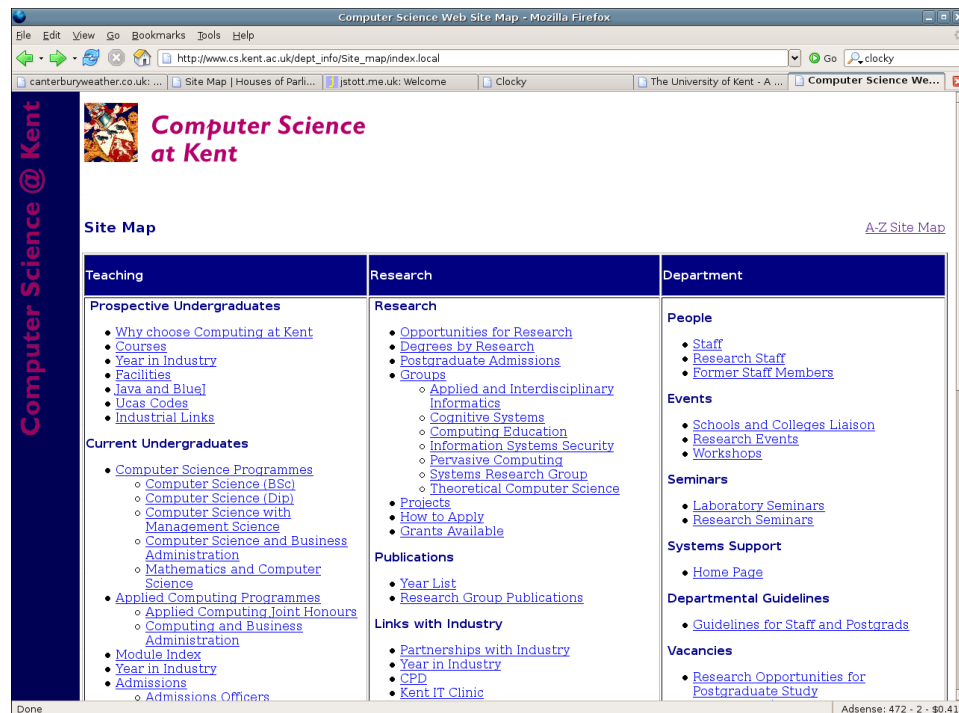 Computer Science Web Site Map - Mozilla Firefox
File Edit View Go Bookmarks Tools Help
http://www.cs.kent.ac.uk/dept_info/Site_map/index.local
Go
clocky
canterburyweather.co.uk: ...
Site Map | Houses of Parli...
jstott.me.uk: Welcome
Clocky
The University of Kent - A ...
Computer Science We...
Computer Science @ Kent
Computer Science
at Kent
Site Map
A-Z Site Map
Teaching
Prospective Undergraduates
Why choose Computing at Kent
Courses
Year in Industry
Facilities
Java and BlueJ
Ucas Codes
Industrial Links
Current Undergraduates
Computer Science Programmes
Computer Science (BSc)
Computer Science (Dip)
Computer Science with
Management Science
Computer Science and Business
Administration
Mathematics and Computer
Science
Applied Computing Programmes
Applied Computing Joint Honours
Computing and Business
Administration
Module Index
Year in Industry
Admissions
Admissions Officers
Research
Research
Opportunities for Research
Degrees by Research
Postgraduate Admissions
Groups
Applied and Interdisciplinary
Informatics
Cognitive Systems
Computing Education
Information Systems Security
Pervasive Computing
Systems Research Group
Theoretical Computer Science
Projects
How to Apply
Grants Available
Publications
Year List
Research Group Publications
Links with Industry
Partnerships with Industry
Year in Industry
CPD
Kent IT Clinic
Department
People
Staff
Research Staff
Former Staff Members
Events
Schools and Colleges Liaison
Research Events
Workshops
Seminars
Laboratory Seminars
Research Seminars
Systems Support
Home Page
Departmental Guidelines
Guidelines for Staff and Postgrads
Vacancies
Research Opportunities for
Postgraduate Study
Done
Adsense: 472 - 2 - $0.41